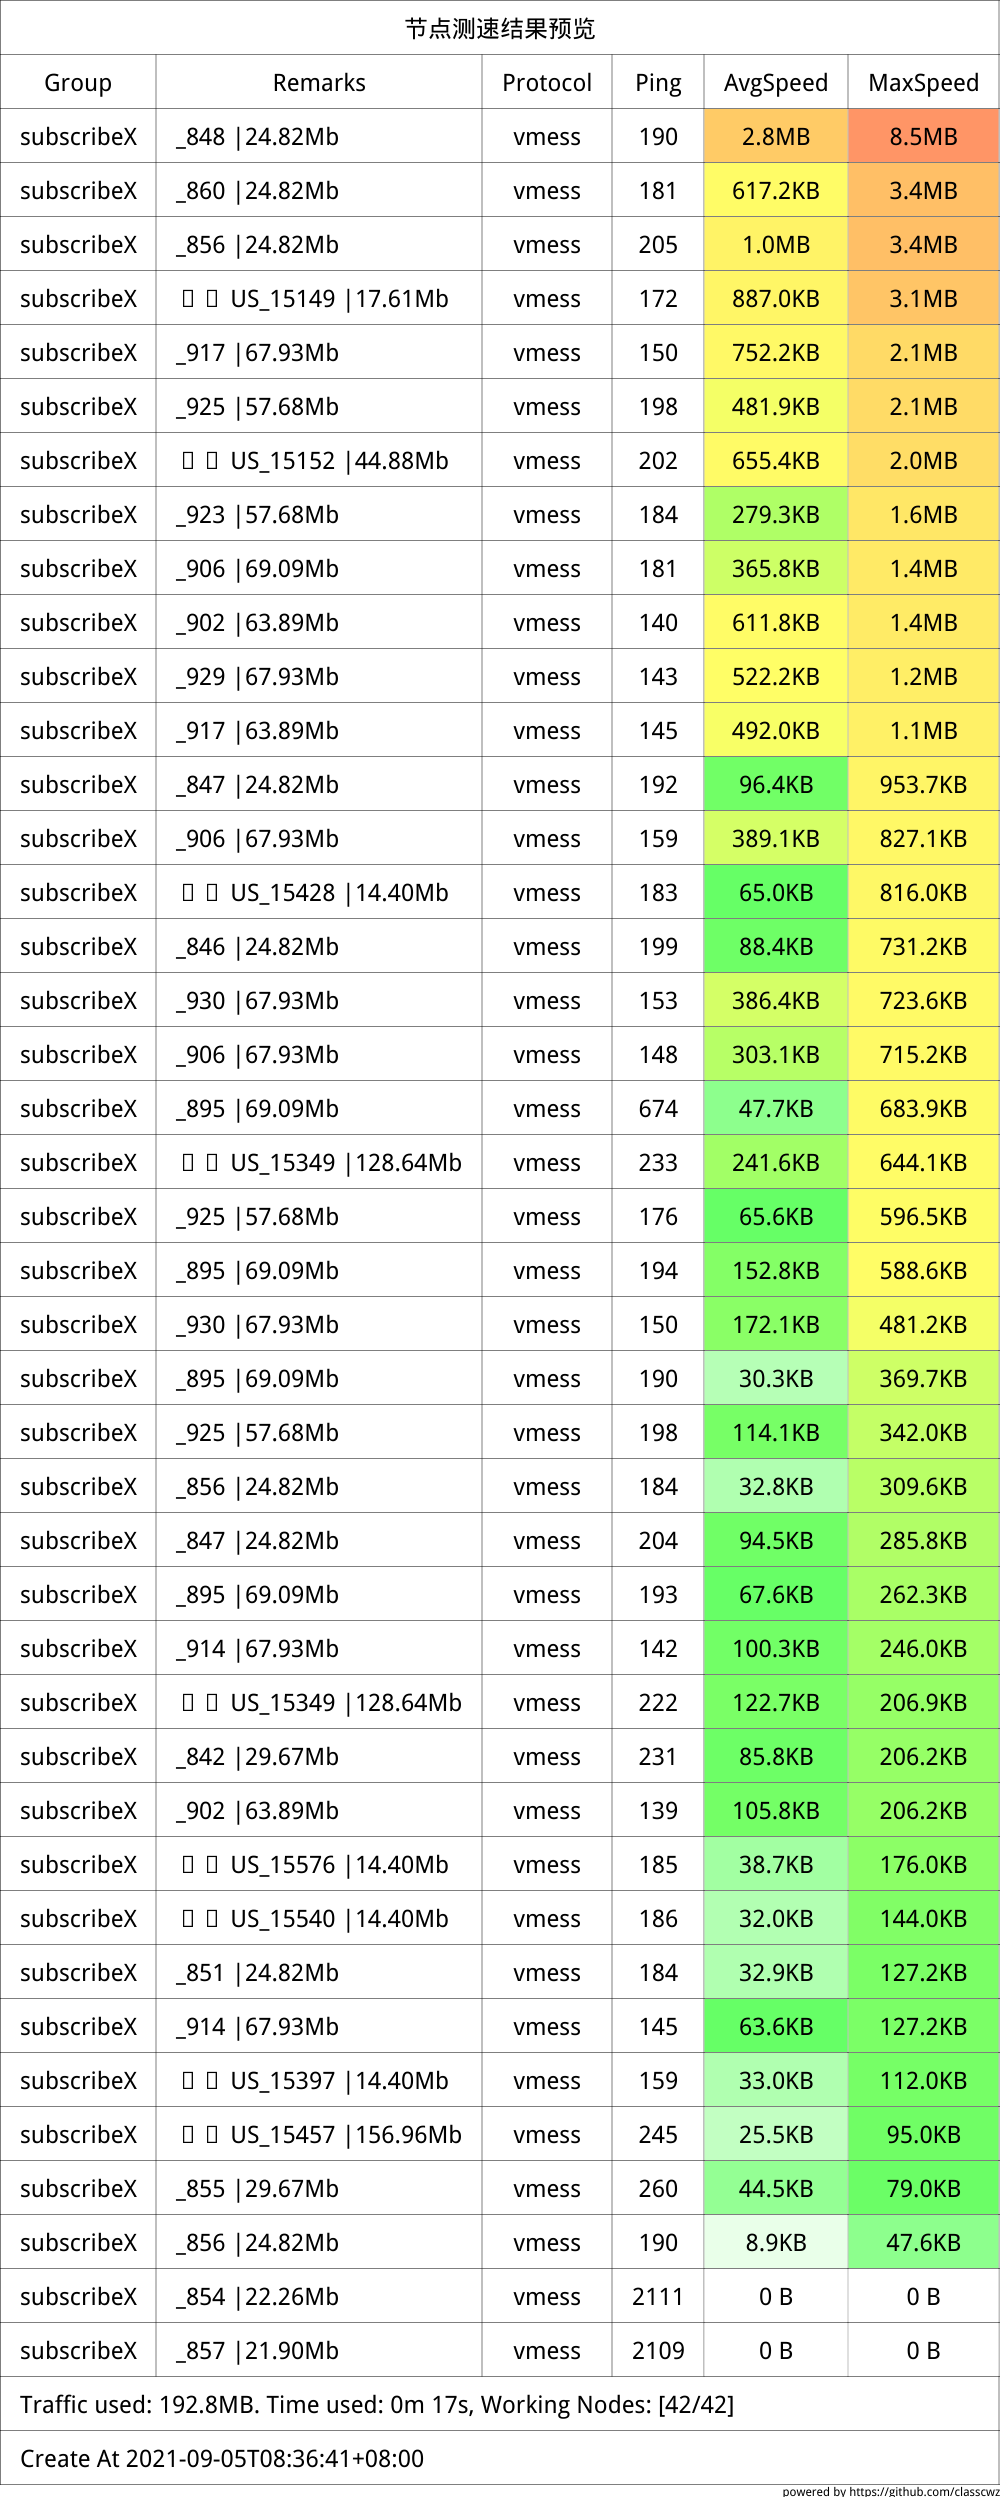 节点测速结果预览
Group Remarks Protocol Ping AvgSpeed MaxSpeed
subscribeX _848 |24.82Mb vmess 190 2.8MB 8.5MB
subscribeX _860 |24.82Mb vmess 181 617.2KB 3.4MB
subscribeX _856 |24.82Mb vmess 205 1.0MB 3.4MB
subscribeX US_15149 |17.61Mb vmess 172 887.0KB 3.1MB
subscribeX _917 |67.93Mb vmess 150 752.2KB 2.1MB
subscribeX _925 |57.68Mb vmess 198 481.9KB 2.1MB
subscribeX US_15152 |44.88Mb vmess 202 655.4KB 2.0MB
subscribeX _923 |57.68Mb vmess 184 279.3KB 1.6MB
subscribeX _906 |69.09Mb vmess 181 365.8KB 1.4MB
subscribeX _902 |63.89Mb vmess 140 611.8KB 1.4MB
subscribeX _929 |67.93Mb vmess 143 522.2KB 1.2MB
subscribeX _917 |63.89Mb vmess 145 492.0KB 1.1MB
subscribeX _847 |24.82Mb vmess 192 96.4KB 953.7KB
subscribeX _906 |67.93Mb vmess 159 389.1KB 827.1KB
subscribeX US_15428 |14.40Mb vmess 183 65.0KB 816.0KB
subscribeX _846 |24.82Mb vmess 199 88.4KB 731.2KB
subscribeX _930 |67.93Mb vmess 153 386.4KB 723.6KB
subscribeX _906 |67.93Mb vmess 148 303.1KB 715.2KB
subscribeX _895 |69.09Mb vmess 674 47.7KB 683.9KB
subscribeX US_15349 |128.64Mb vmess 233 241.6KB 644.1KB
subscribeX _925 |57.68Mb vmess 176 65.6KB 596.5KB
subscribeX _895 |69.09Mb vmess 194 152.8KB 588.6KB
subscribeX _930 |67.93Mb vmess 150 172.1KB 481.2KB
subscribeX _895 |69.09Mb vmess 190 30.3KB 369.7KB
subscribeX _925 |57.68Mb vmess 198 114.1KB 342.0KB
subscribeX _856 |24.82Mb vmess 184 32.8KB 309.6KB
subscribeX _847 |24.82Mb vmess 204 94.5KB 285.8KB
subscribeX _895 |69.09Mb vmess 193 67.6KB 262.3KB
subscribeX _914 |67.93Mb vmess 142 100.3KB 246.0KB
subscribeX US_15349 |128.64Mb vmess 222 122.7KB 206.9KB
subscribeX _842 |29.67Mb vmess 231 85.8KB 206.2KB
subscribeX _902 |63.89Mb vmess 139 105.8KB 206.2KB
subscribeX US_15576 |14.40Mb vmess 185 38.7KB 176.0KB
subscribeX US_15540 |14.40Mb vmess 186 32.0KB 144.0KB
subscribeX _851 |24.82Mb vmess 184 32.9KB 127.2KB
subscribeX _914 |67.93Mb vmess 145 63.6KB 127.2KB
subscribeX US_15397 |14.40Mb vmess 159 33.0KB 112.0KB
subscribeX US_15457 |156.96Mb vmess 245 25.5KB 95.0KB
subscribeX _855 |29.67Mb vmess 260 44.5KB 79.0KB
subscribeX _856 |24.82Mb vmess 190 8.9KB 47.6KB
subscribeX _854 |22.26Mb vmess 2111 0 B 0 B
subscribeX _857 |21.90Mb vmess 2109 0 B 0 B
Traffic used: 192.8MB. Time used: 0m 17s, Working Nodes: [42/42]
Create At 2021-09-05T08:36:41+08:00
powered by https://github.com/classcwz